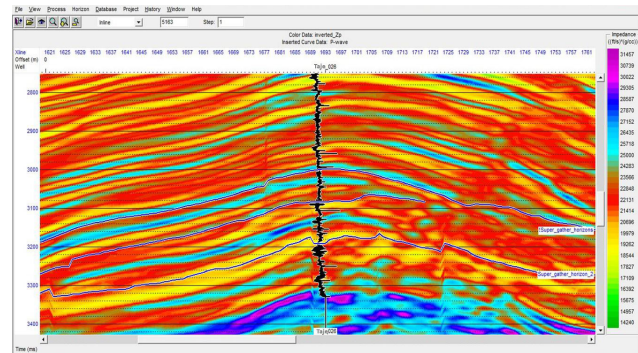 File View Process Horizon Database Project History Window Help
Inline 5163 Step: 1
Color Data: inverted_Zp
Inserted Curve Data: P-wave
Impedance
((ft/s)*(g/cc))
Xline 1621 1625 1629 1633 1637 1641 1645 1649 1653 1657 1661 1665 1669 1673 1677 1681 1685 1689 1693 1697 1701 1705 1709 1713 1717 1721 1725 1729 1733 1737 1741 1745 1749 1753 1757 1761
Offset (m) 0
Well
31457
30739
30022
29305
28587
27870
27152
26435
25718
25000
24283
23566
22848
22131
21414
20696
19979
19262
18544
17827
17109
16392
15675
14957
14240
2800
2900
3000
3100
3200
3300
3400
Super_gather_horizons
Super_gather_horizon_2
Time (ms)